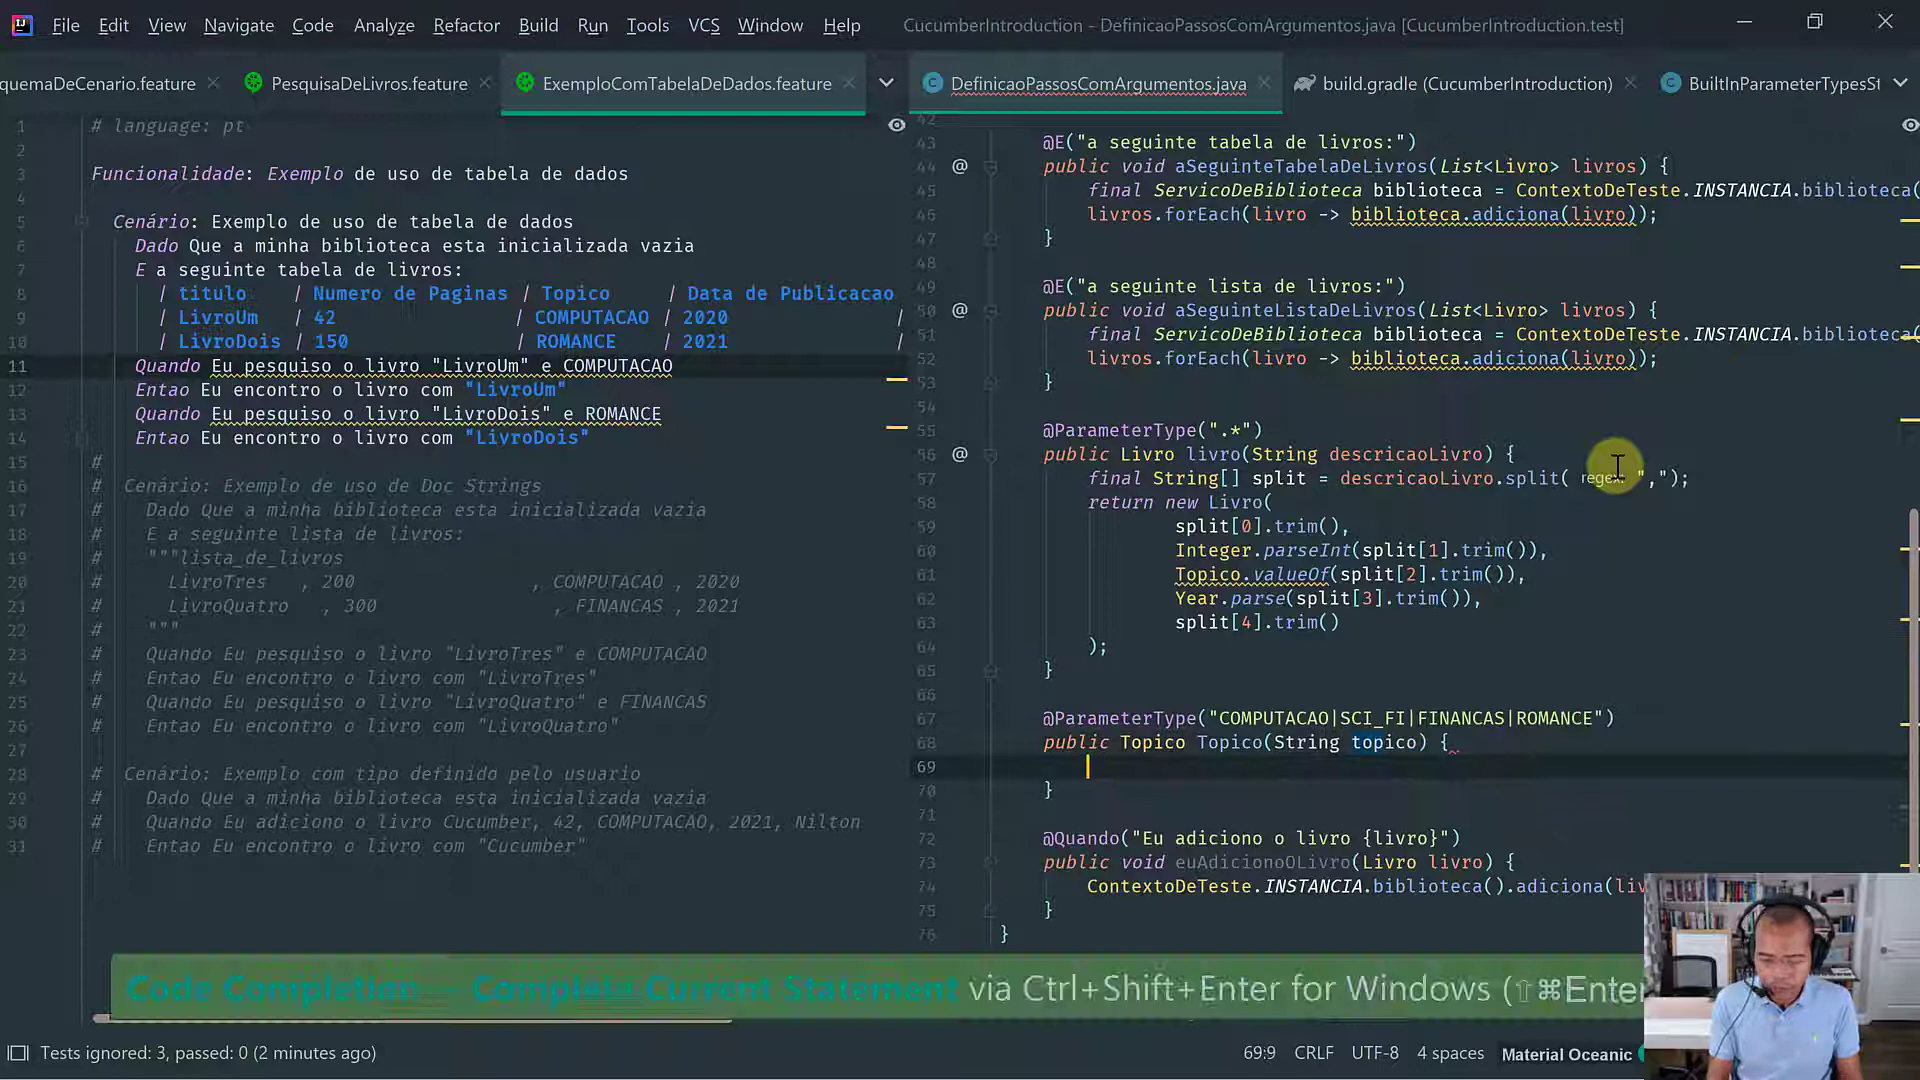 File Edit View Navigate Code Analyze Refactor Build Run Tools VCS Window Help CucumberIntroduction - DefinicaoPassosComArgumentos.java [CucumberIntroduction.test]
quemaDeCenario.feature PesquisaDeLivros.feature ExemploComTabelaDeDados.feature DefinicaoPassosComArgumentos.java build.gradle (CucumberIntroduction) BuiltInParameterTypesSt
1 # language: pt
2
3 Funcionalidade: Exemplo de uso de tabela de dados
4
5 Cenário: Exemplo de uso de tabela de dados
6 Dado Que a minha biblioteca esta inicializada vazia
7 E a seguinte tabela de livros:
8 | titulo | Numero de Paginas | Topico | Data de Publicacao
9 | LivroUm | 42 | COMPUTACAO | 2020 |
10 | LivroDois | 150 | ROMANCE | 2021 |
11 Quando Eu pesquiso o livro "LivroUm" e COMPUTACAO
12 Entao Eu encontro o livro com "LivroUm"
13 Quando Eu pesquiso o livro "LivroDois" e ROMANCE
14 Entao Eu encontro o livro com "LivroDois"
15 #
16 # Cenário: Exemplo de uso de Doc Strings
17 # Dado Que a minha biblioteca esta inicializada vazia
18 # E a seguinte lista de livros:
19 # """lista_de_livros
20 # LivroTres , 200 , COMPUTACAO , 2020
21 # LivroQuatro , 300 , FINANCAS , 2021
22 # """
23 # Quando Eu pesquiso o livro "LivroTres" e COMPUTACAO
24 # Entao Eu encontro o livro com "LivroTres"
25 # Quando Eu pesquiso o livro "LivroQuatro" e FINANCAS
26 # Entao Eu encontro o livro com "LivroQuatro"
27
28 # Cenário: Exemplo com tipo definido pelo usuario
29 # Dado Que a minha biblioteca esta inicializada vazia
30 # Quando Eu adiciono o livro Cucumber, 42, COMPUTACAO, 2021, Nilton
31 # Entao Eu encontro o livro com "Cucumber"
42
43 @E("a seguinte tabela de livros:")
44 @ public void aSeguinteTabelaDeLivros(List<Livro> livros) {
45 final ServicoDeBiblioteca biblioteca = ContextoDeTeste.INSTANCIA.biblioteca(
46 livros.forEach(livro -> biblioteca.adiciona(livro));
47 }
48
49 @E("a seguinte lista de livros:")
50 @ public void aSeguinteListaDeLivros(List<Livro> livros) {
51 final ServicoDeBiblioteca biblioteca = ContextoDeTeste.INSTANCIA.biblioteca(
52 livros.forEach(livro -> biblioteca.adiciona(livro));
53 }
54
55 @ParameterType(".*")
56 @ public Livro livro(String descricaoLivro) {
57 final String[] split = descricaoLivro.split( regex: ",");
58 return new Livro(
59 split[0].trim(),
60 Integer.parseInt(split[1].trim()),
61 Topico.valueOf(split[2].trim()),
62 Year.parse(split[3].trim()),
63 split[4].trim()
64 );
65 }
66
67 @ParameterType("COMPUTACAO|SCI_FI|FINANCAS|ROMANCE")
68 public Topico Topico(String topico) {
69
70 }
71
72 @Quando("Eu adiciono o livro {livro}")
73 public void euAdicionoOLivro(Livro livro) {
74 ContextoDeTeste.INSTANCIA.biblioteca().adiciona(liv
75 }
76 }
Code Completion – Complete Current Statement via Ctrl+Shift+Enter for Windows (⇧⌘Enter
Tests ignored: 3, passed: 0 (2 minutes ago) 69:9 CRLF UTF-8 4 spaces Material Oceanic